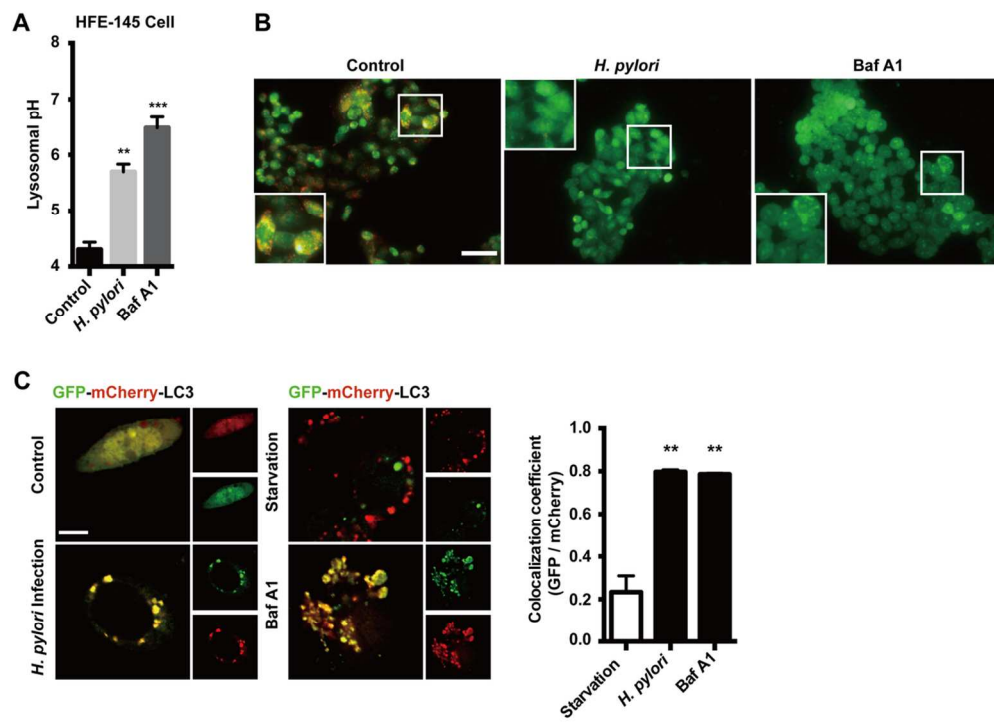 A
HFE-145 Cell
Lysosomal pH
8
7
6
5
4
**
***
Control
H. pylori
Baf A1
B
Control
H. pylori
Baf A1
C
GFP-mCherry-LC3
GFP-mCherry-LC3
Control
Starvation
H. pylori Infection
Baf A1
Colocalization coefficient
(GFP / mCherry)
1.0
0.8
0.6
0.4
0.2
0.0
**
**
Starvation
H. pylori
Baf A1